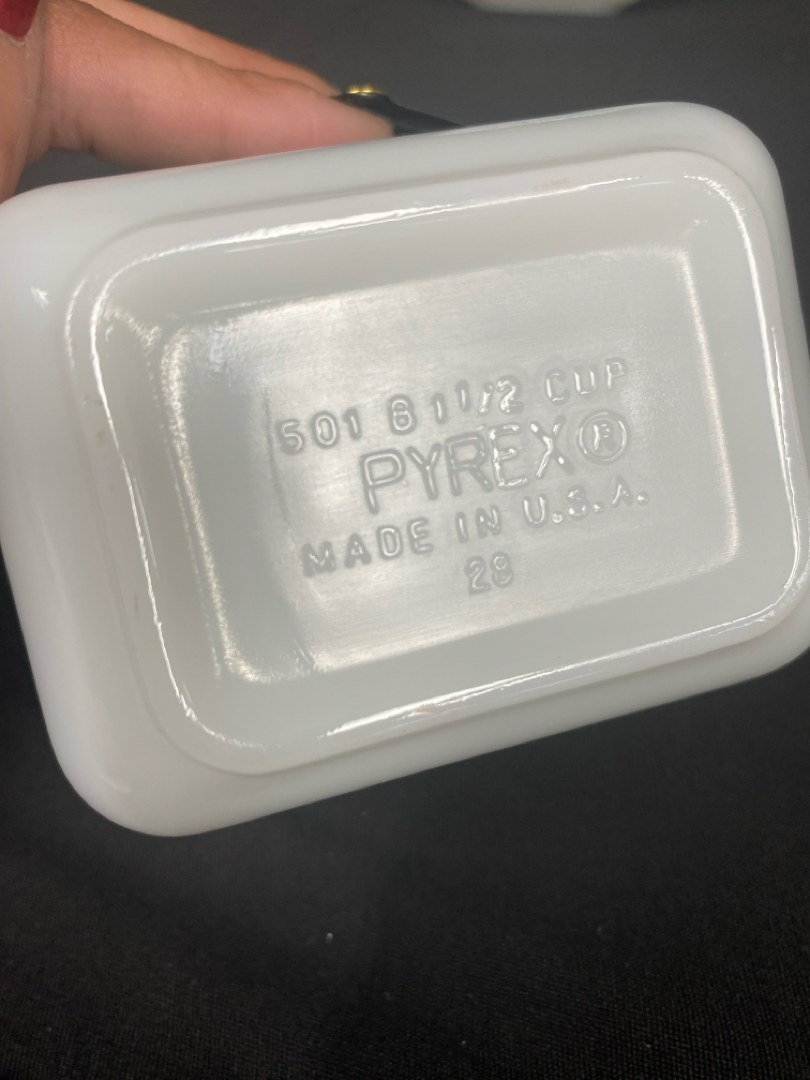 501 B 1 1/2 CUP
PYREX®
MADE IN U.S.A.
28